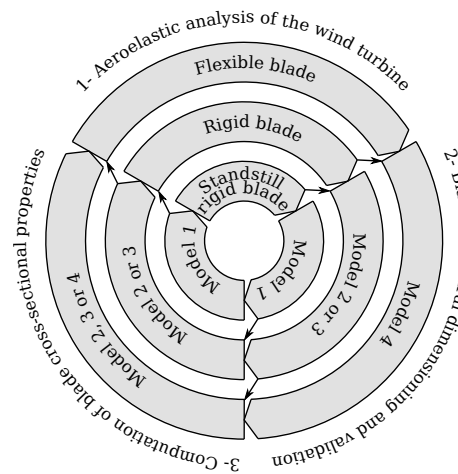 1- Aeroelastic analysis of the wind turbine
Flexible blade
Rigid blade
Standstill
rigid blade
2-
dimensioning and validation
Model 1
Model 2 or 3
Model 4
3- Computation of blade cross-sectional properties
Model 1
Model 2 or 3
Model 2, 3 or 4